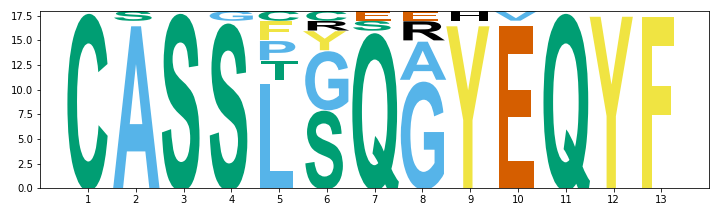 17.5
15.0
12.5
10.0
7.5
5.0
2.5
0.0
S G C C E E H V
F R S R
P Y A
T G
C A S S L S Q G Y E Q Y F
1 2 3 4 5 6 7 8 9 10 11 12 13